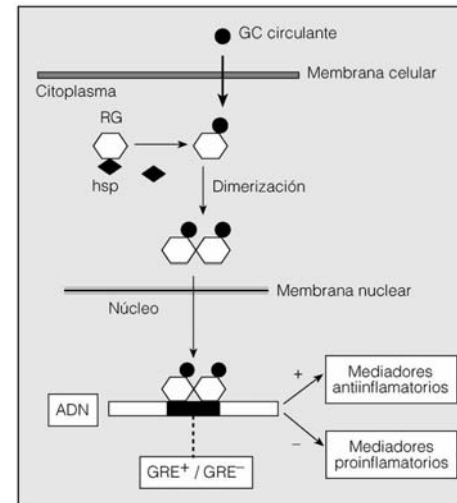 GC circulante
Membrana celular
Citoplasma
RG
hsp
Dimerización
Membrana nuclear
Núcleo
ADN
+
Mediadores
antiinflamatorios
−
Mediadores
proinflamatorios
GRE+ / GRE−